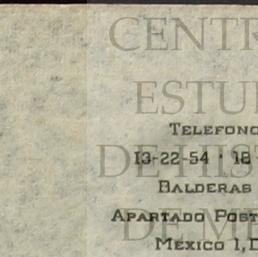 CENTR
ESTU
TELEFONO
DE HIST
13-22-54 · 18
BALDERAS
APARTADO POST
DE ME
MEXICO 1, D